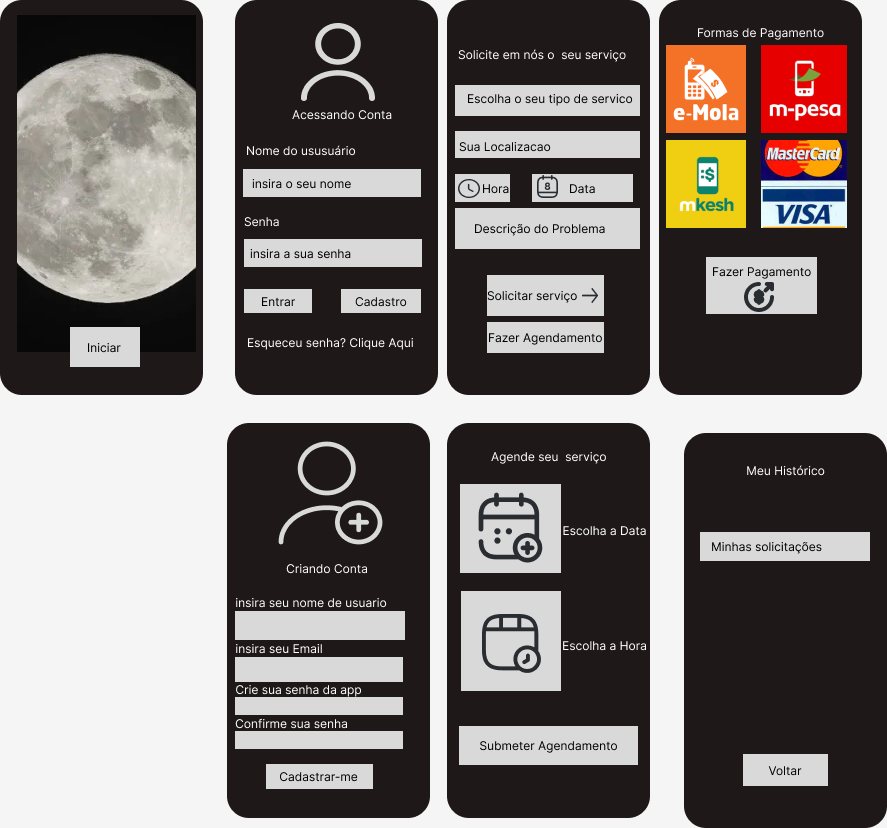 Iniciar
Acessando Conta
Nome do ususuário
insira o seu nome
Senha
insira a sua senha
Entrar
Cadastro
Esqueceu senha? Clique Aqui
Solicite em nós o  seu serviço
Escolha o seu tipo de servico
Sua Localizacao
Hora
8
Data
Descrição do Problema
Solicitar serviço
Fazer Agendamento
Formas de Pagamento
e-Mola
m-pesa
mkesh
MasterCard
VISA
Fazer Pagamento
Criando Conta
insira seu nome de usuario
insira seu Email
Crie sua senha da app
Confirme sua senha
Cadastrar-me
Agende seu  serviço
Escolha a Data
Escolha a Hora
Submeter Agendamento
Meu Histórico
Minhas solicitações
Voltar